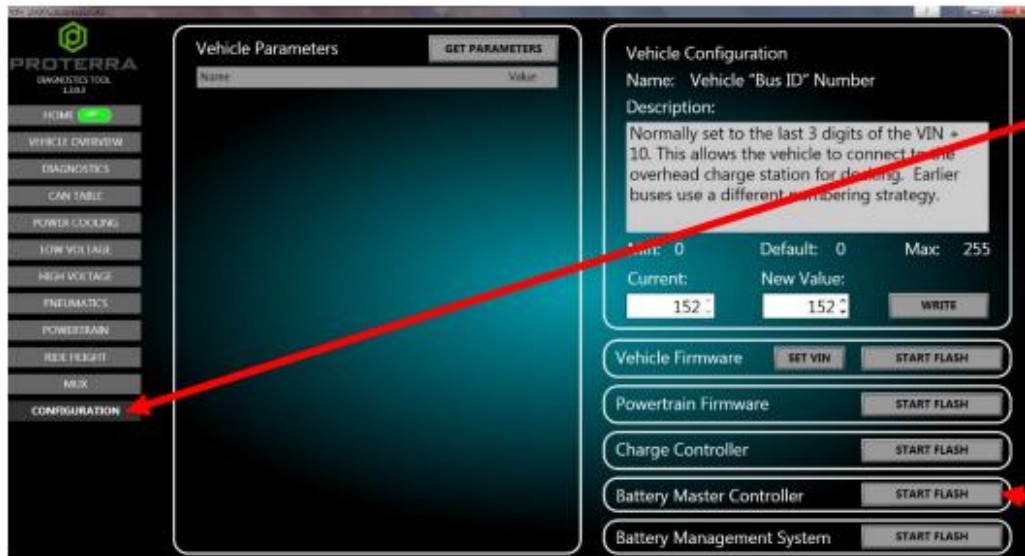 PROTERRA
DIAGNOSTICS TOOL
HOME
VEHICLE OVERVIEW
DIAGNOSTICS
CAN TABLE
POWER COOLING
LOW VOLTAGE
HIGH VOLTAGE
PNEUMATICS
POWERTRAIN
RIDE HEIGHT
MUX
CONFIGURATION
Vehicle Parameters GET PARAMETERS
Name Value
Vehicle Configuration
Name: Vehicle "Bus ID" Number
Description:
Normally set to the last 3 digits of the VIN +
10. This allows the vehicle to connect to the
overhead charge station for docking. Earlier
buses use a different numbering strategy.
Min: 0 Default: 0 Max: 255
Current: New Value:
152 152 WRITE
Vehicle Firmware SET VIN START FLASH
Powertrain Firmware START FLASH
Charge Controller START FLASH
Battery Master Controller START FLASH
Battery Management System START FLASH